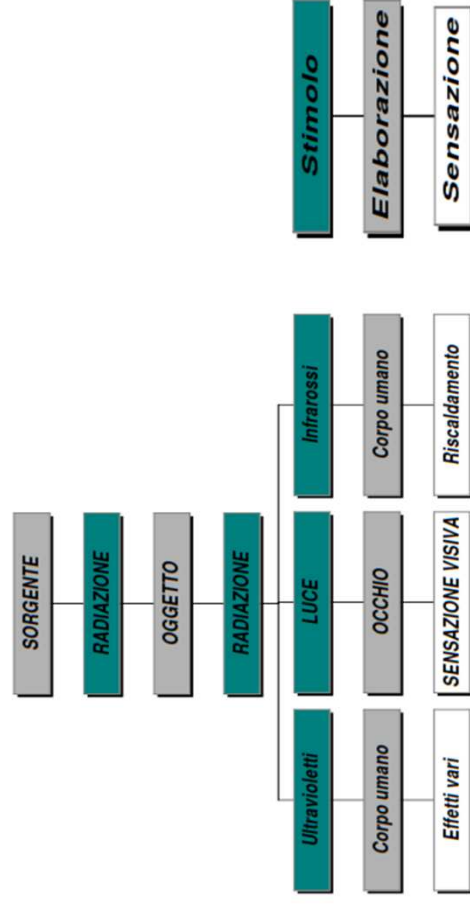 SORGENTE
RADIAZIONE
OGGETTO
RADIAZIONE
Ultravioletti
LUCE
Infrarossi
Stimolo
Corpo umano
OCCHIO
Corpo umano
Elaborazione
Effetti vari
SENSAZIONE VISIVA
Riscaldamento
Sensazione